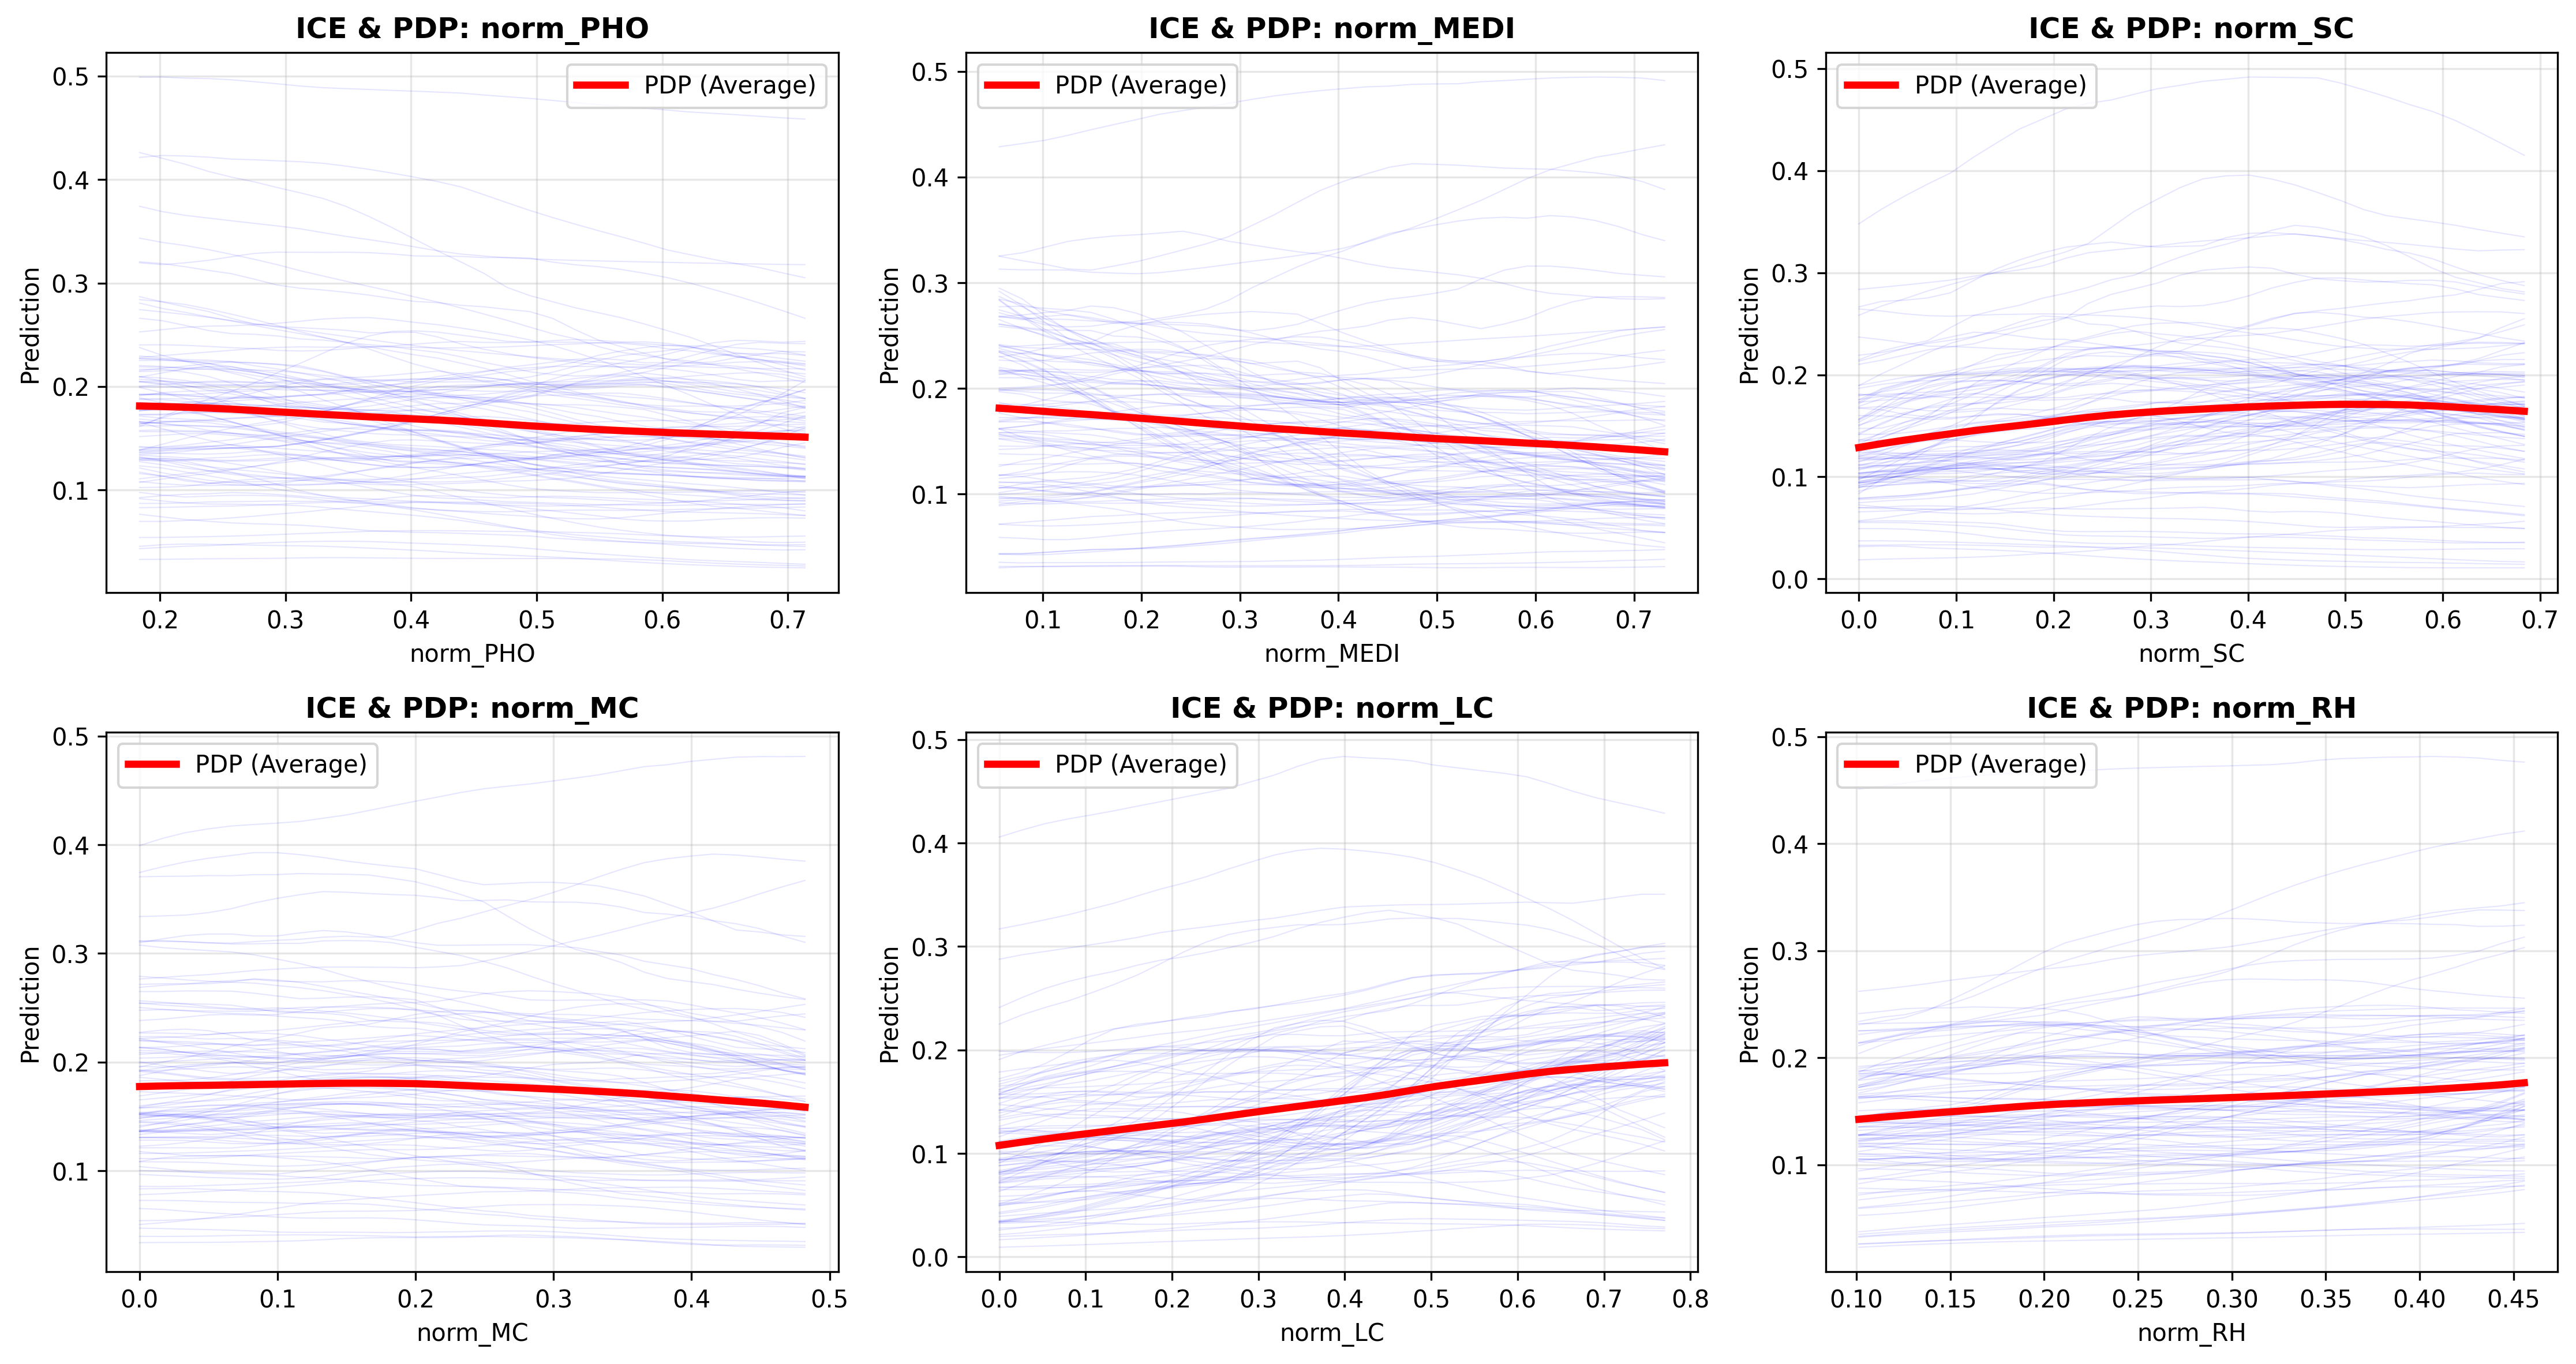 ICE & PDP: norm_PHO
PDP (Average)
Prediction
0.5
0.4
0.3
0.2
0.1
0.2 0.3 0.4 0.5 0.6 0.7
norm_PHO
ICE & PDP: norm_MEDI
PDP (Average)
Prediction
0.5
0.4
0.3
0.2
0.1
0.1 0.2 0.3 0.4 0.5 0.6 0.7
norm_MEDI
ICE & PDP: norm_SC
PDP (Average)
Prediction
0.5
0.4
0.3
0.2
0.1
0.0
0.0 0.1 0.2 0.3 0.4 0.5 0.6 0.7
norm_SC
ICE & PDP: norm_MC
PDP (Average)
Prediction
0.5
0.4
0.3
0.2
0.1
0.0 0.1 0.2 0.3 0.4 0.5
norm_MC
ICE & PDP: norm_LC
PDP (Average)
Prediction
0.5
0.4
0.3
0.2
0.1
0.0
0.0 0.1 0.2 0.3 0.4 0.5 0.6 0.7 0.8
norm_LC
ICE & PDP: norm_RH
PDP (Average)
Prediction
0.5
0.4
0.3
0.2
0.1
0.10 0.15 0.20 0.25 0.30 0.35 0.40 0.45
norm_RH